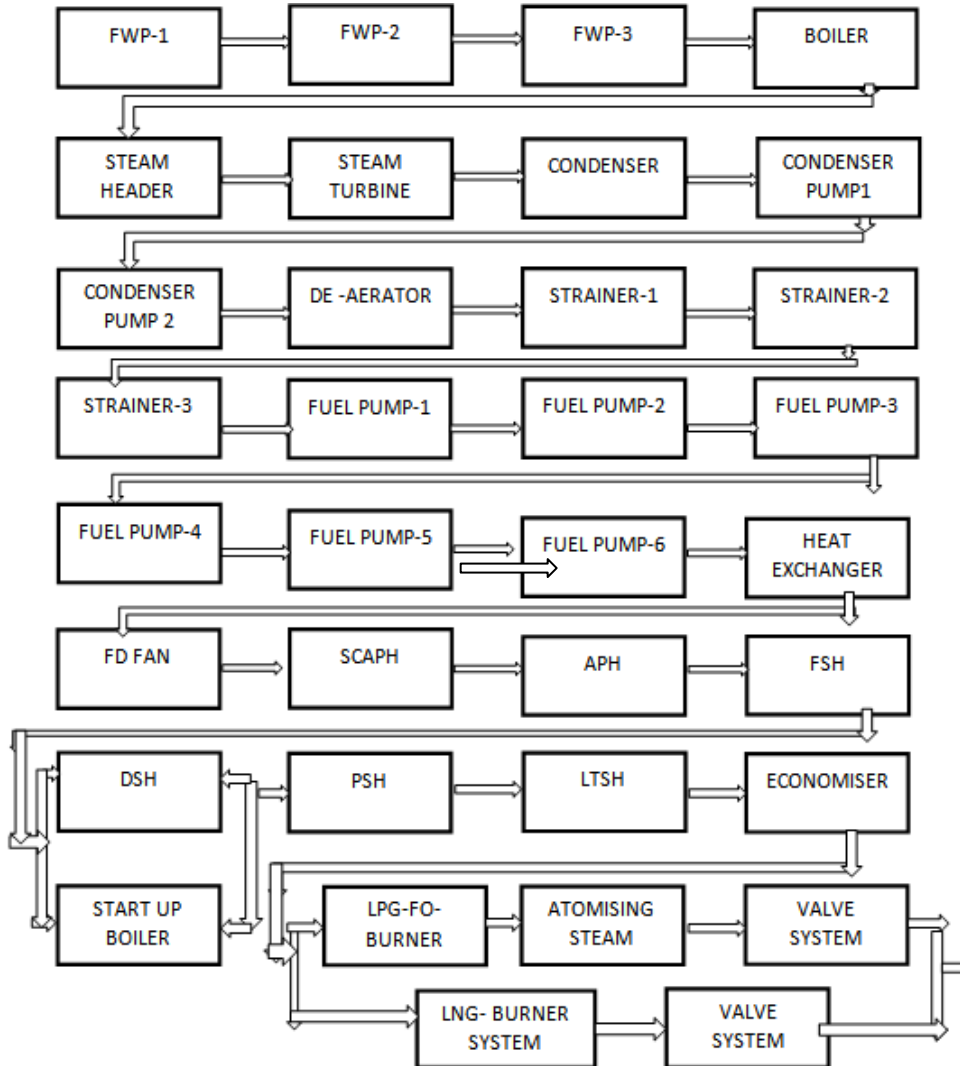 FWP-1
FWP-2
FWP-3
BOILER
STEAM
HEADER
STEAM
TURBINE
CONDENSER
CONDENSER
PUMP1
CONDENSER
PUMP 2
DE -AERATOR
STRAINER-1
STRAINER-2
STRAINER-3
FUEL PUMP-1
FUEL PUMP-2
FUEL PUMP-3
FUEL PUMP-4
FUEL PUMP-5
FUEL PUMP-6
HEAT
EXCHANGER
FD FAN
SCAPH
APH
FSH
DSH
PSH
LTSH
ECONOMISER
START UP
BOILER
LPG-FO-
BURNER
ATOMISING
STEAM
VALVE
SYSTEM
LNG- BURNER
SYSTEM
VALVE
SYSTEM